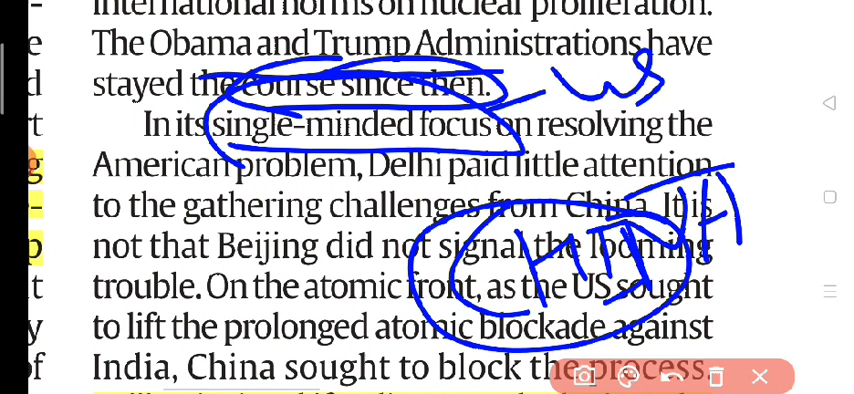 international norms on nuclear proliferation.
The Obama and Trump Administrations have
stayed the course since then.
us
In its single-minded focus on resolving the
American problem, Delhi paid little attention
to the gathering challenges from China. It is
not that Beijing did not signal the looming
trouble. On the atomic front, as the US sought
to lift the prolonged atomic blockade against
India, China sought to block the process.